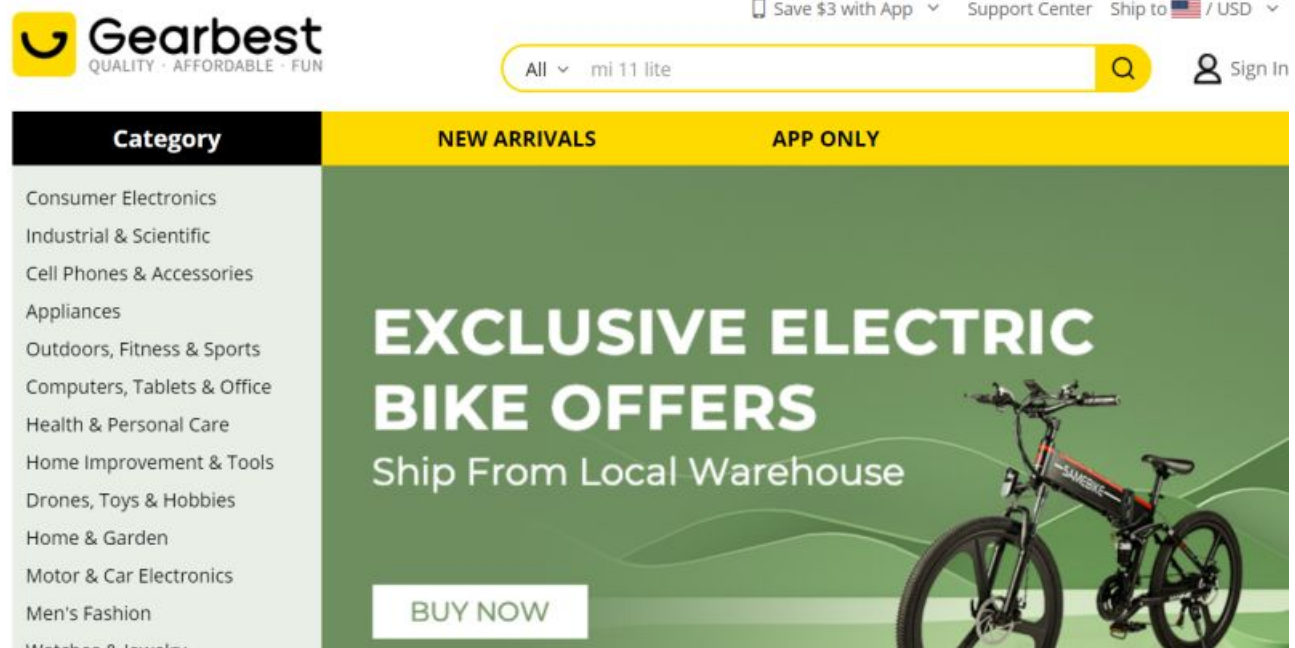 Save $3 with App
Support Center
Ship to / USD
Gearbest
QUALITY · AFFORDABLE · FUN
All
mi 11 lite
Sign In
Category
NEW ARRIVALS
APP ONLY
Consumer Electronics
Industrial & Scientific
Cell Phones & Accessories
Appliances
Outdoors, Fitness & Sports
Computers, Tablets & Office
Health & Personal Care
Home Improvement & Tools
Drones, Toys & Hobbies
Home & Garden
Motor & Car Electronics
Men's Fashion
Watches & Jewelry
EXCLUSIVE ELECTRIC
BIKE OFFERS
Ship From Local Warehouse
SAMEBIKE
BUY NOW